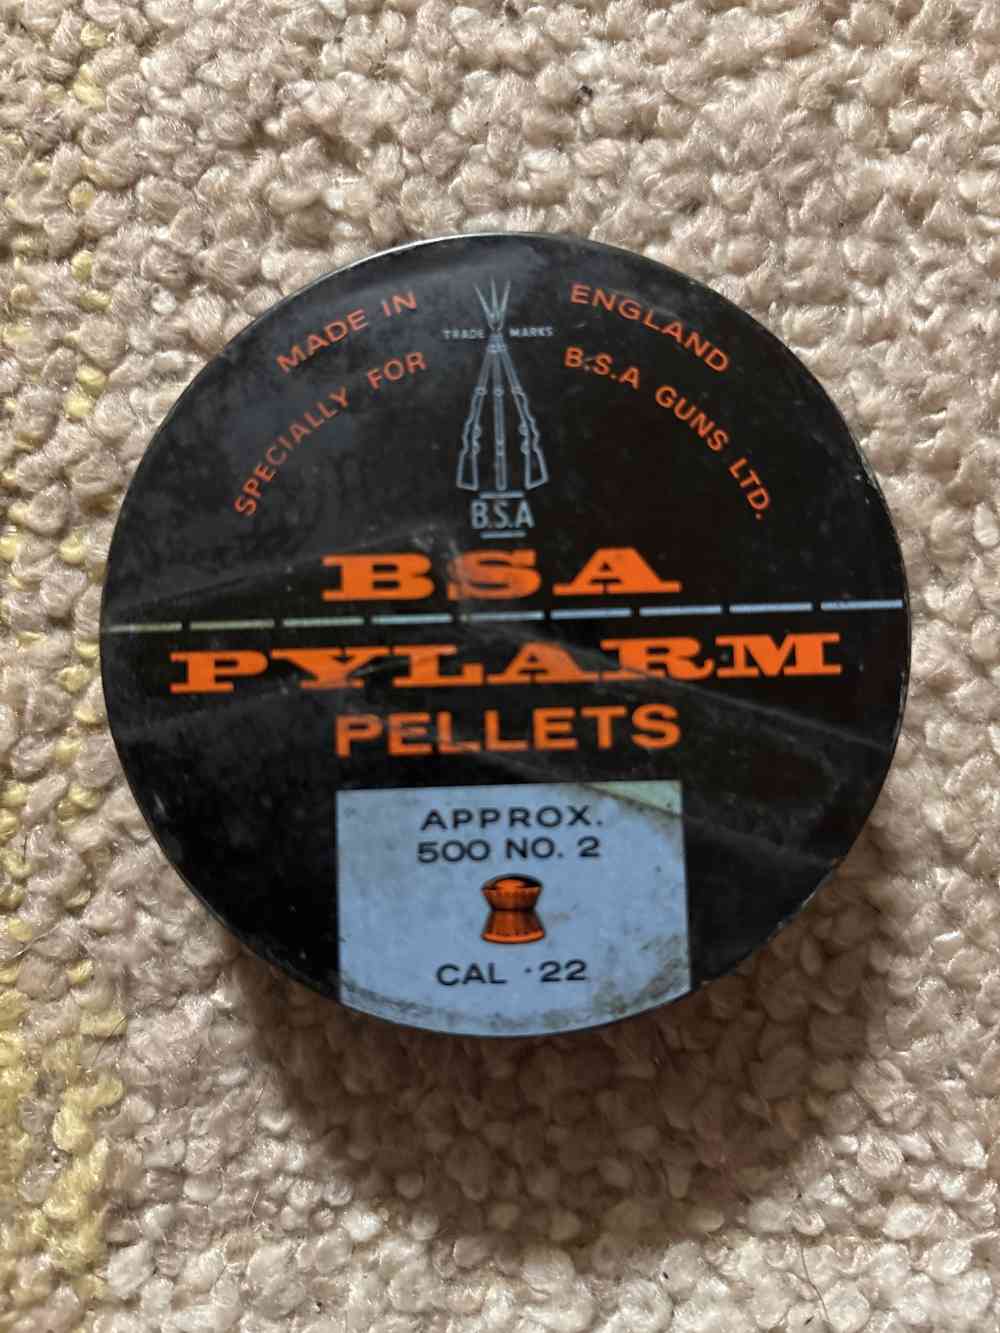 MADE IN ENGLAND
SPECIALLY FOR B.S.A GUNS LTD.
TRADE MARKS
B.S.A
BSA
PYLARM
PELLETS
APPROX.
500 NO. 2
CAL ·22